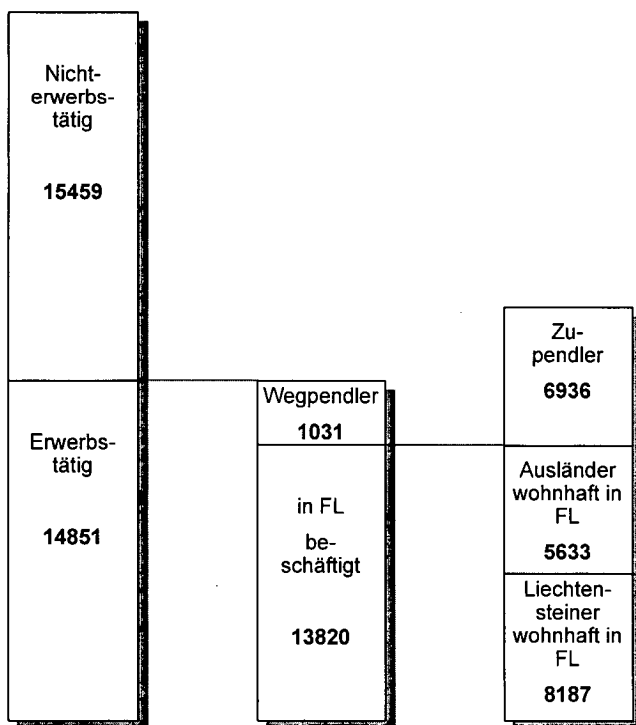 Nicht-
erwerbs-
tätig
15459
Erwerbs-
tätig
14851
Wegpendler
1031
in FL
be-
schäftigt
13820
Zu-
pendler
6936
Ausländer
wohnhaft in
FL
5633
Liechten-
steiner
wohnhaft in
FL
8187